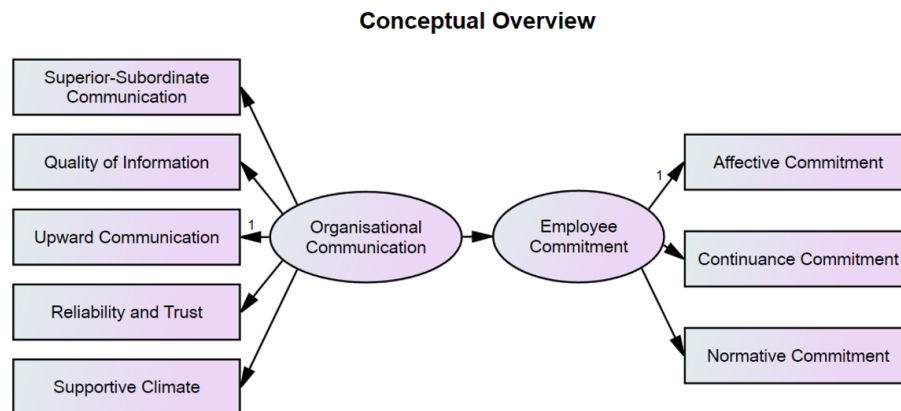 Conceptual Overview
Superior-Subordinate
Communication
Quality of Information
Upward Communication
Reliability and Trust
Supportive Climate
1
Organisational
Communication
Employee
Commitment
1
Affective Commitment
Continuance Commitment
Normative Commitment